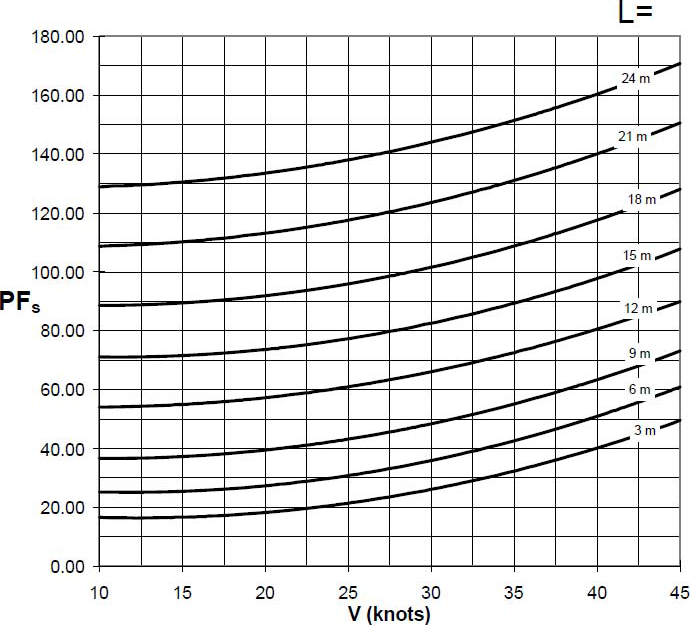 L=
180.00
24 m
160.00
21 m
140.00
18 m
120.00
15 m
100.00
PFs
12 m
80.00
9 m
60.00
6 m
3 m
40.00
20.00
0.00
10 15 20 25 30 35 40 45
V (knots)